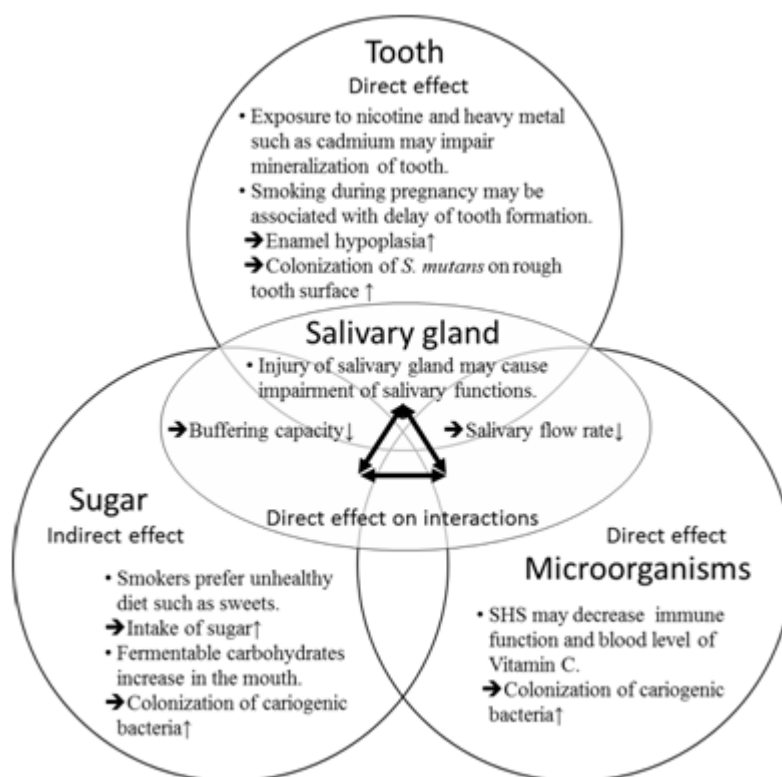 Tooth
Direct effect
• Exposure to nicotine and heavy metal
such as cadmium may impair
mineralization of tooth.
• Smoking during pregnancy may be
associated with delay of tooth formation.
➔Enamel hypoplasia↑
➔Colonization of S. mutans on rough
tooth surface ↑
Salivary gland
• Injury of salivary gland may cause
impairment of salivary functions.
➔Buffering capacity↓
➔Salivary flow rate↓
Direct effect on interactions
Sugar
Indirect effect
• Smokers prefer unhealthy
diet such as sweets.
➔Intake of sugar↑
• Fermentable carbohydrates
increase in the mouth.
➔Colonization of cariogenic
bacteria↑
Direct effect
Microorganisms
• SHS may decrease immune
function and blood level of
Vitamin C.
➔Colonization of cariogenic
bacteria↑